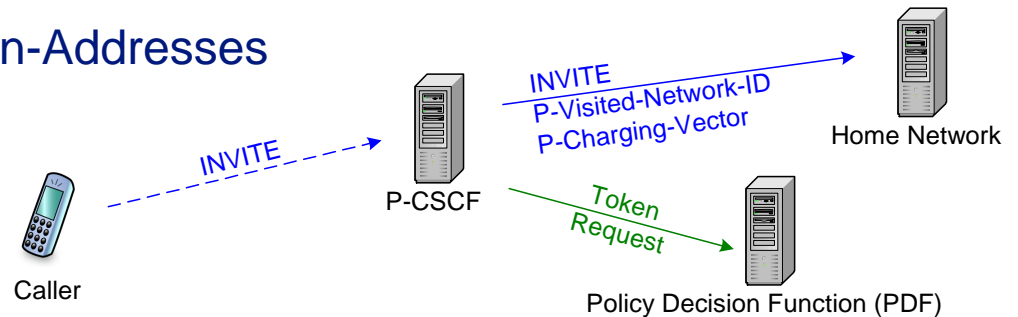 n-Addresses
INVITE
P-Visited-Network-ID
P-Charging-Vector
Home Network
INVITE
P-CSCF
Token
Request
Caller
Policy Decision Function (PDF)